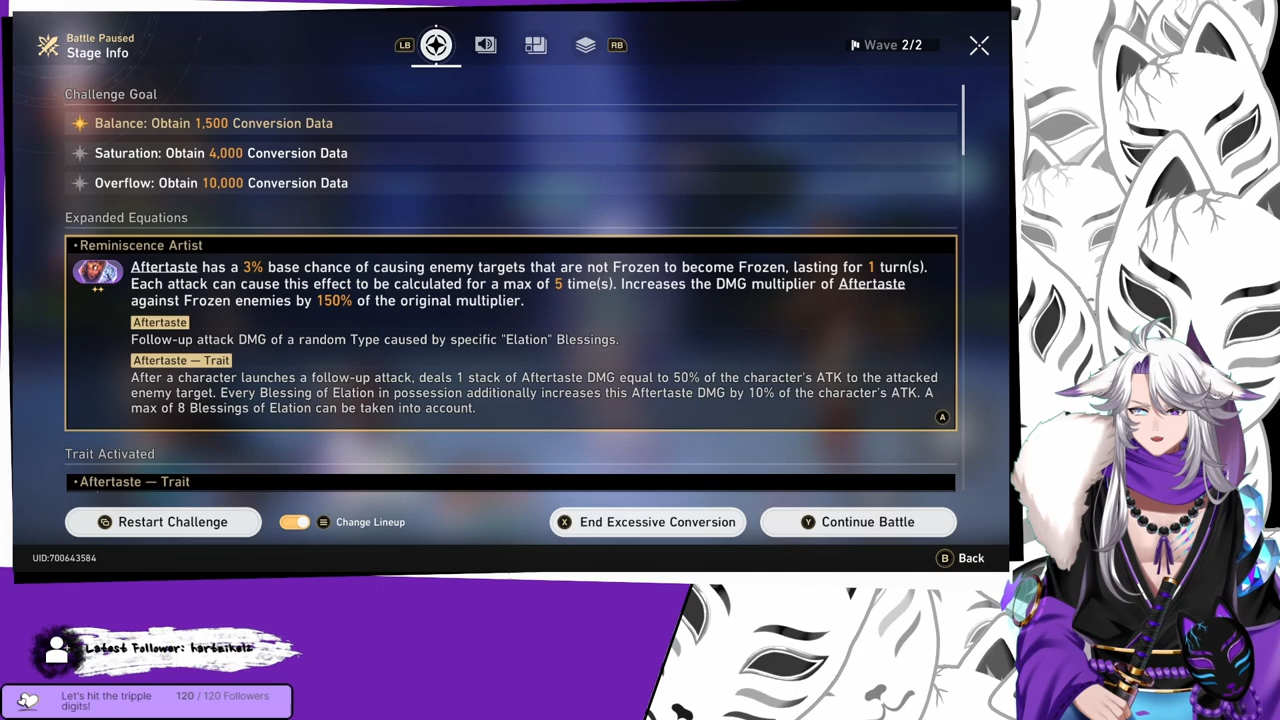 Battle Paused
Stage Info
LB
RB
Wave 2/2
Challenge Goal
Balance: Obtain 1,500 Conversion Data
Saturation: Obtain 4,000 Conversion Data
Overflow: Obtain 10,000 Conversion Data
Expanded Equations
• Reminiscence Artist
Aftertaste has a 3% base chance of causing enemy targets that are not Frozen to become Frozen, lasting for 1 turn(s).
Each attack can cause this effect to be calculated for a max of 5 time(s). Increases the DMG multiplier of Aftertaste
against Frozen enemies by 150% of the original multiplier.
Aftertaste
Follow-up attack DMG of a random Type caused by specific "Elation" Blessings.
Aftertaste — Trait
After a character launches a follow-up attack, deals 1 stack of Aftertaste DMG equal to 50% of the character's ATK to the attacked
enemy target. Every Blessing of Elation in possession additionally increases this Aftertaste DMG by 10% of the character's ATK. A
max of 8 Blessings of Elation can be taken into account.
A
Trait Activated
• Aftertaste — Trait
Restart Challenge
Change Lineup
X End Excessive Conversion
Y Continue Battle
UID:700643584
B Back
Latest Follower: hartaikelz
Let's hit the tripple
digits!
120 / 120 Followers